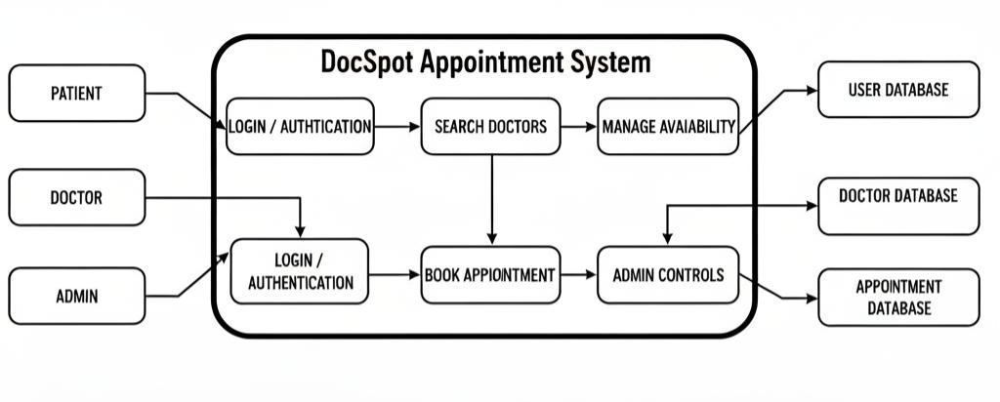 DocSpot Appointment System
PATIENT
LOGIN / AUTHTICATION
SEARCH DOCTORS
MANAGE AVAIABILITY
USER DATABASE
DOCTOR
DOCTOR DATABASE
ADMIN
LOGIN /
AUTHENTICATION
BOOK APPIOINTMENT
ADMIN CONTROLS
APPOINTMENT
DATABASE